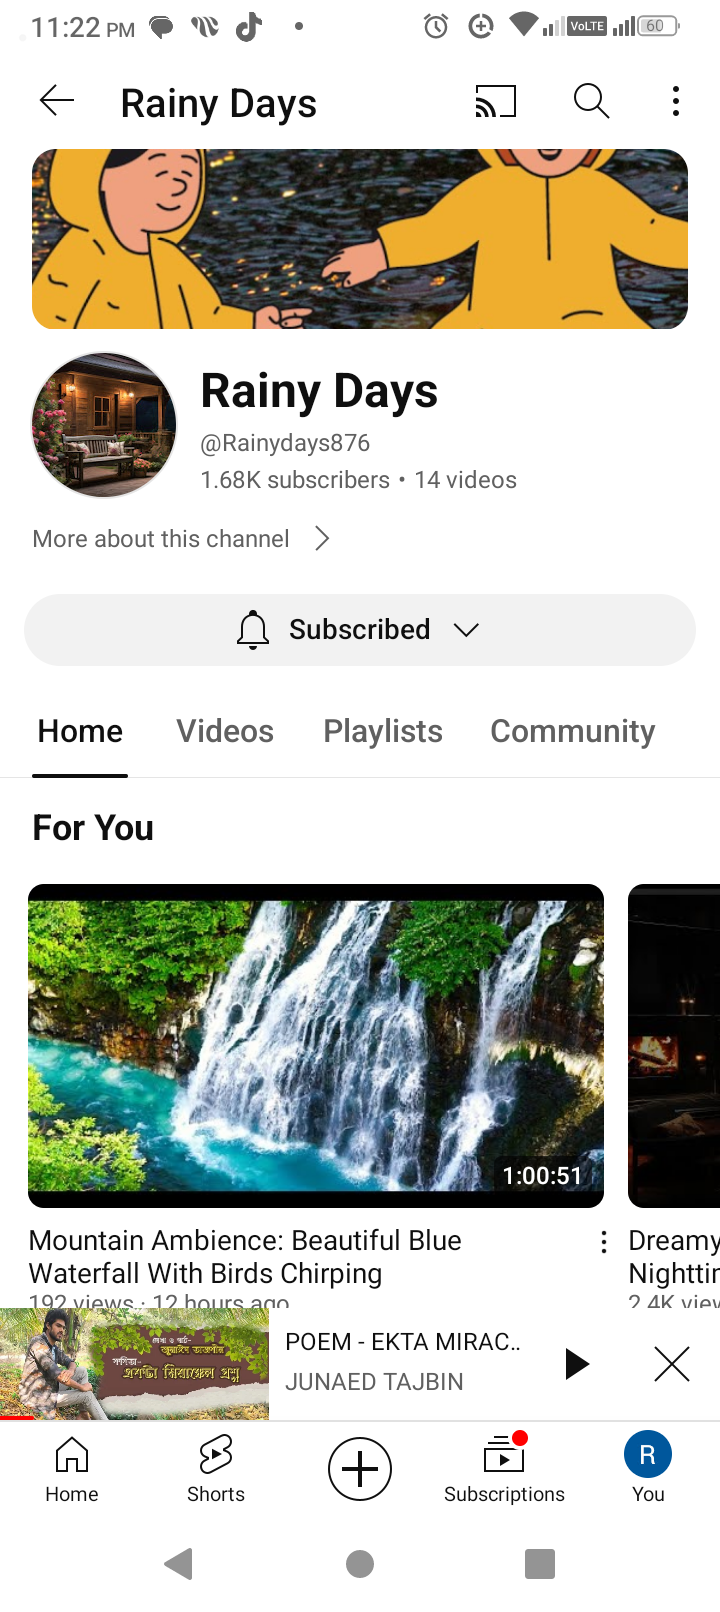 11:22 PM
VoLTE
60
Rainy Days
Rainy Days
@Rainydays876
1.68K subscribers • 14 videos
More about this channel
Subscribed
Home Videos Playlists Community
For You
1:00:51
Mountain Ambience: Beautiful Blue
Waterfall With Birds Chirping
192 views · 12 hours ago
Dreamy
Nighttin
2.4K view
একটা মিরাক্কেল প্রশ্ন
POEM - EKTA MIRAC..
JUNAED TAJBIN
Home
Shorts
Subscriptions
R
You